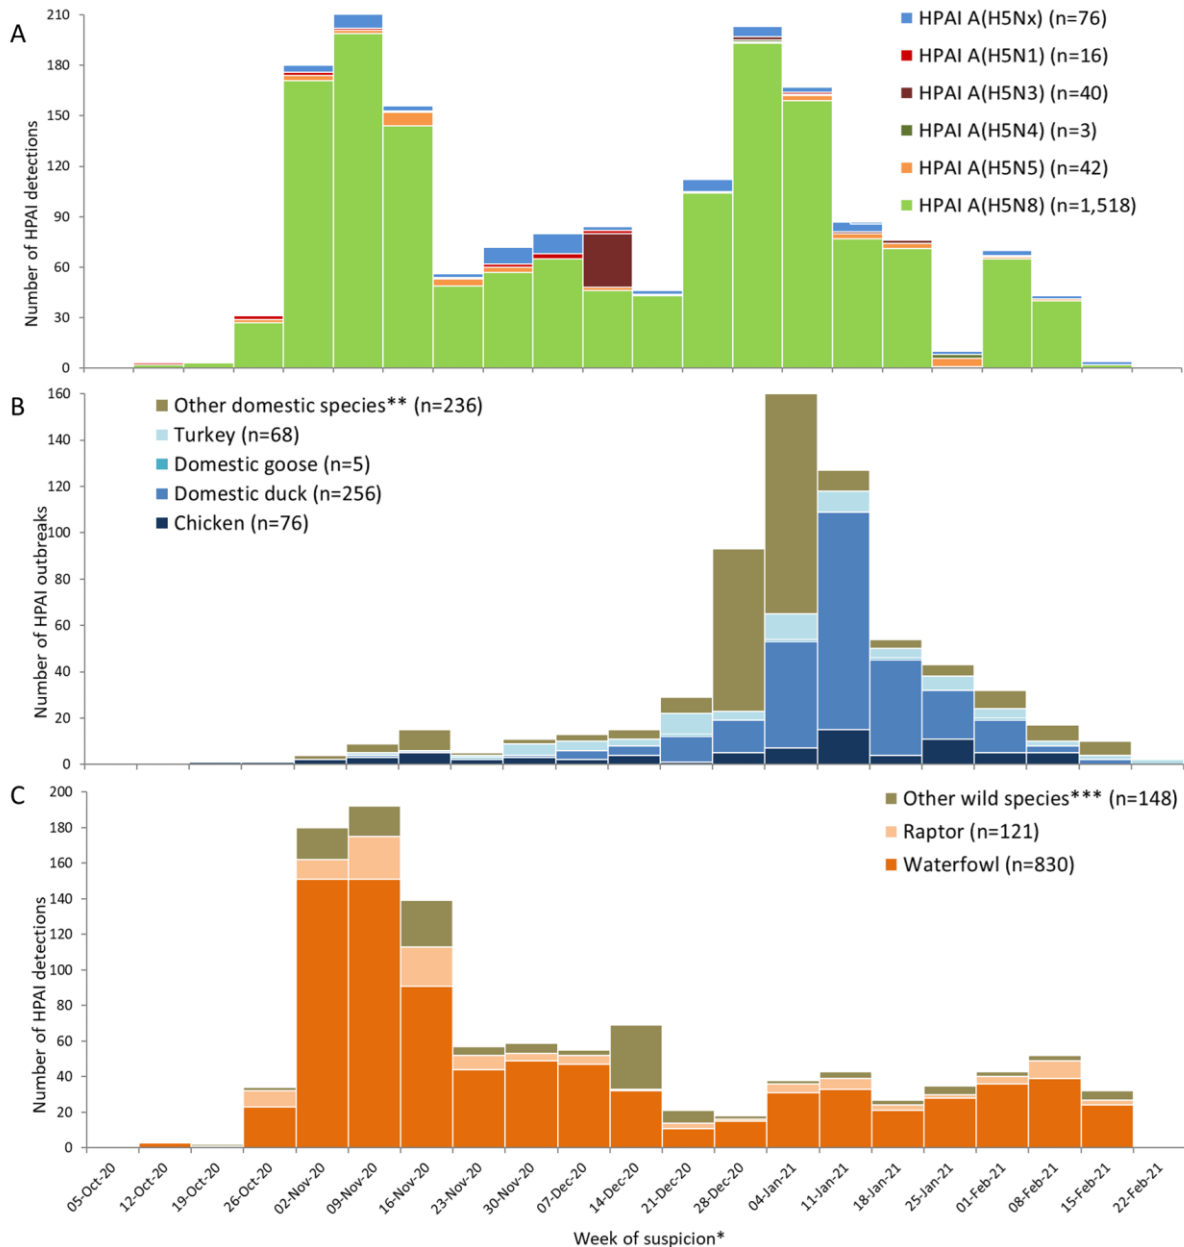 A
Number of HPAI detections
210
180
150
120
90
60
30
0
HPAI A(H5Nx) (n=76)
HPAI A(H5N1) (n=16)
HPAI A(H5N3) (n=40)
HPAI A(H5N4) (n=3)
HPAI A(H5N5) (n=42)
HPAI A(H5N8) (n=1,518)
B
Number of HPAI outbreaks
160
140
120
100
80
60
40
20
0
Other domestic species** (n=236)
Turkey (n=68)
Domestic goose (n=5)
Domestic duck (n=256)
Chicken (n=76)
C
Number of HPAI detections
200
180
160
140
120
100
80
60
40
20
0
Other wild species*** (n=148)
Raptor (n=121)
Waterfowl (n=830)
05-Oct-20
12-Oct-20
19-Oct-20
26-Oct-20
02-Nov-20
09-Nov-20
16-Nov-20
23-Nov-20
30-Nov-20
07-Dec-20
14-Dec-20
21-Dec-20
28-Dec-20
04-Jan-21
11-Jan-21
18-Jan-21
25-Jan-21
01-Feb-21
08-Feb-21
15-Feb-21
22-Feb-21
Week of suspicion*